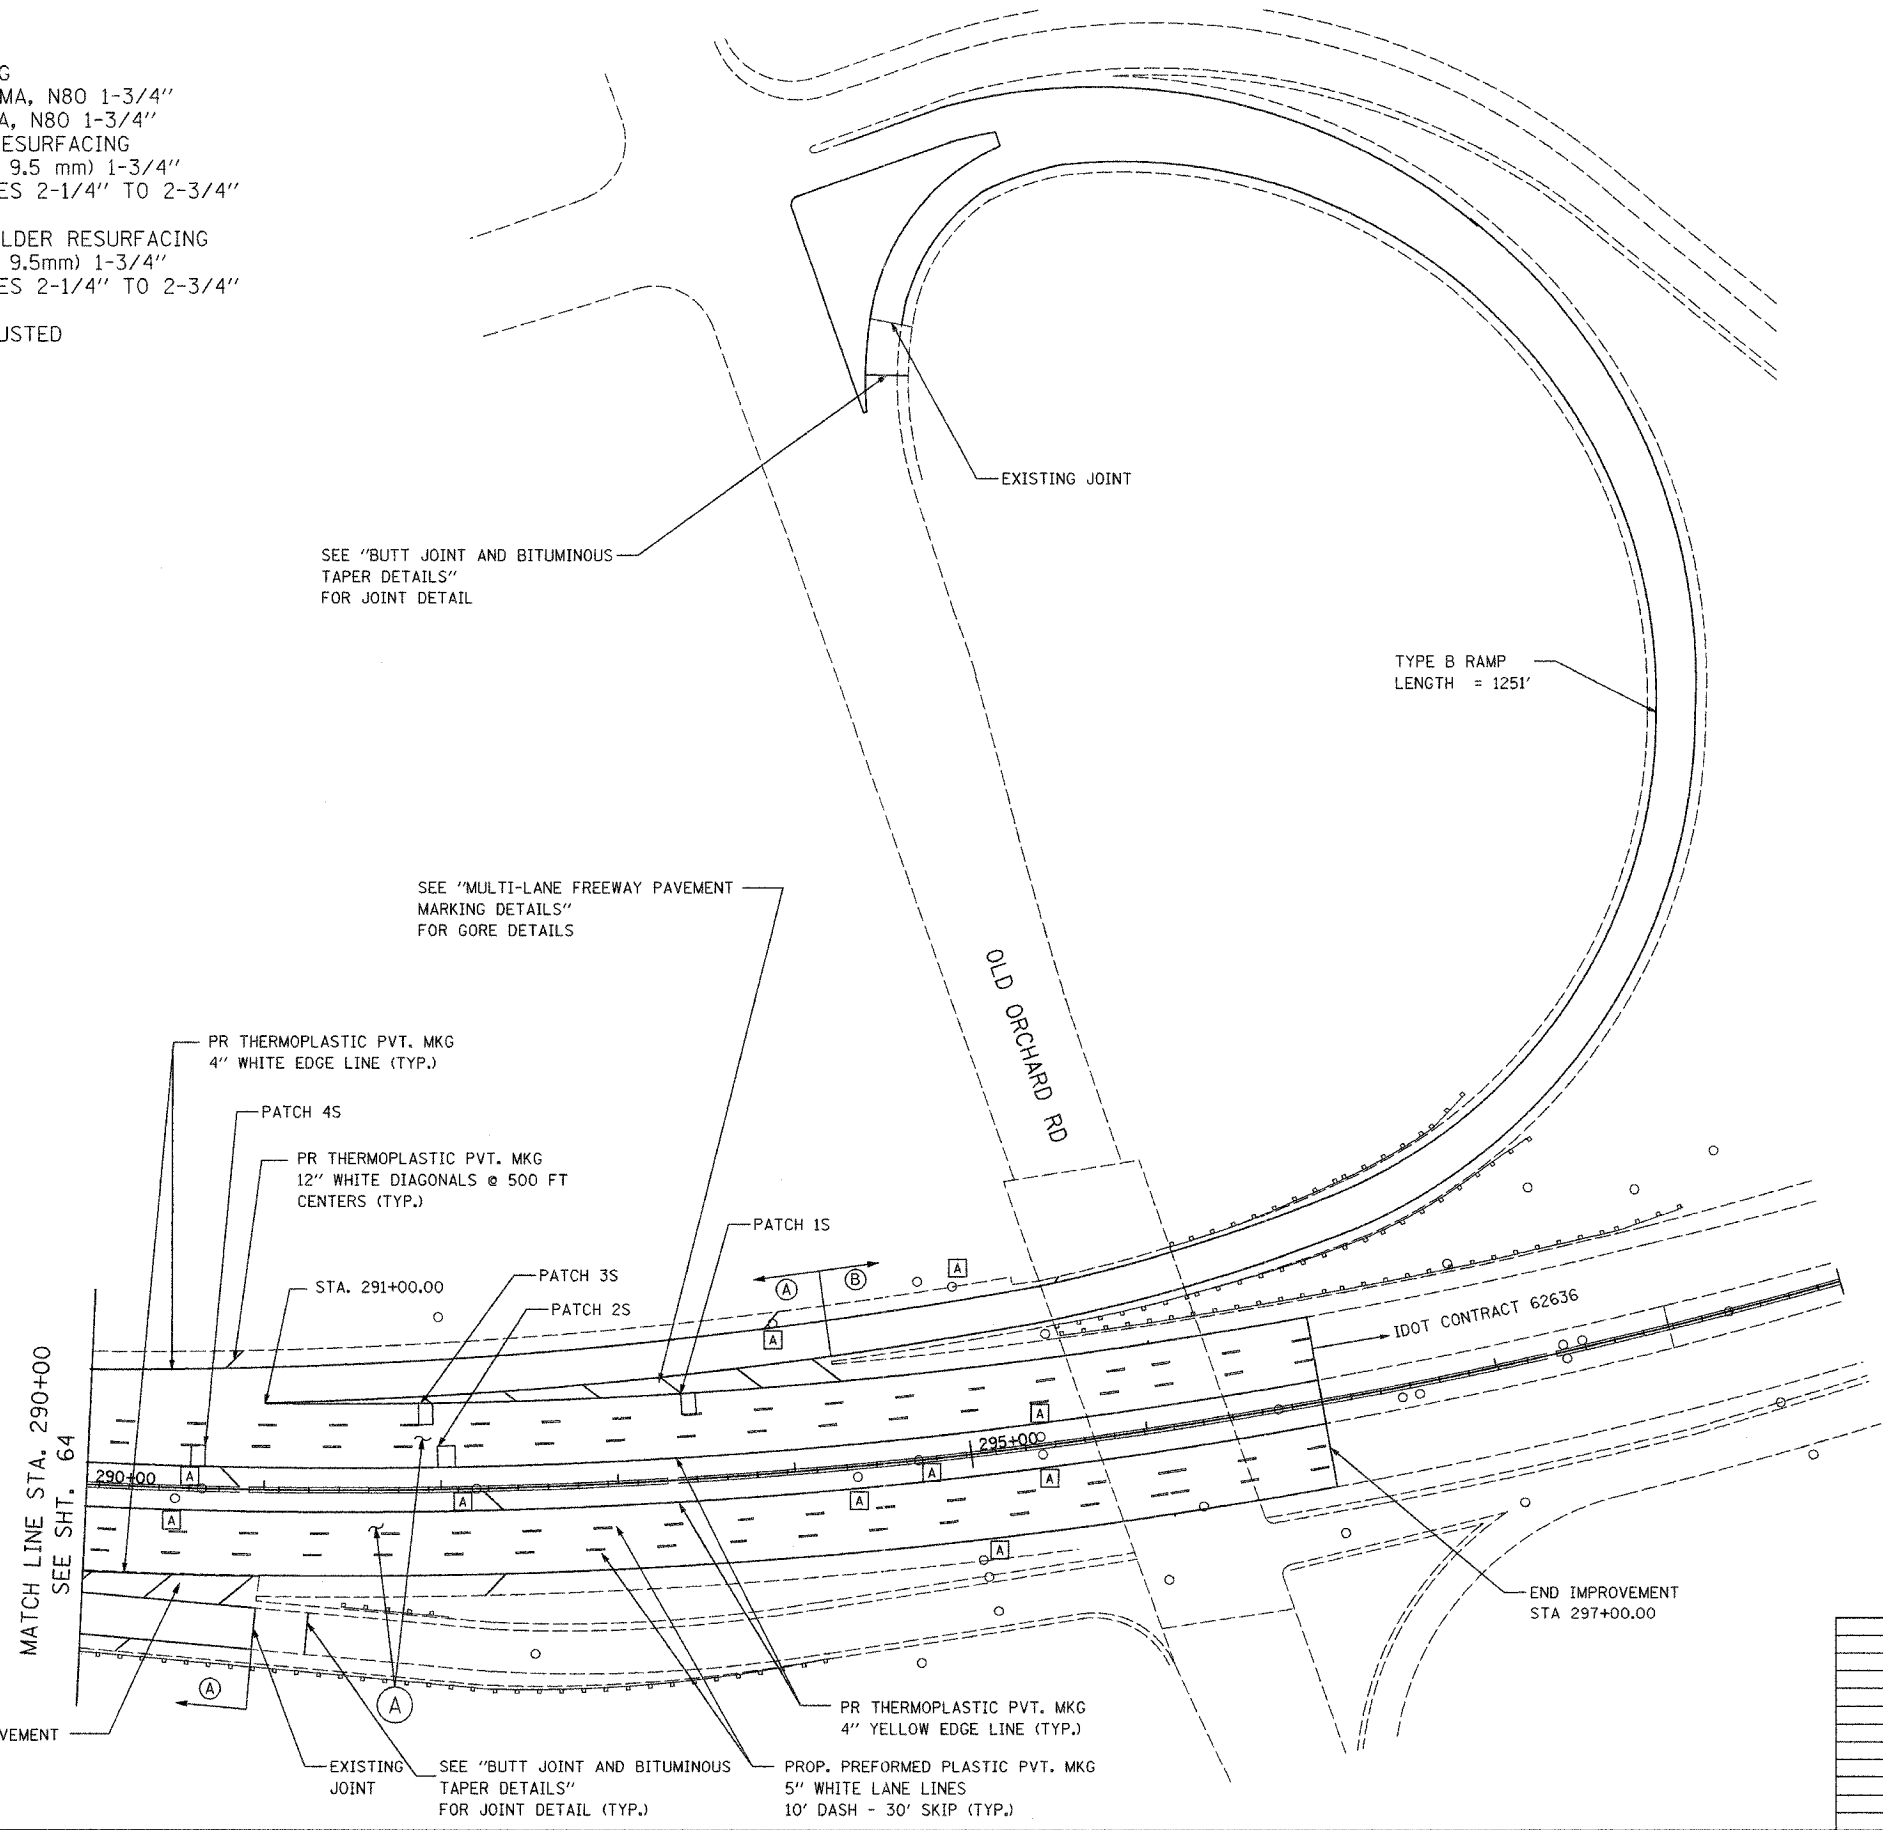 G
MA, N80 1-3/4"
A, N80 1-3/4"
ESURFACING
9.5 mm) 1-3/4"
ES 2-1/4" TO 2-3/4"
LDER RESURFACING
9.5mm) 1-3/4"
ES 2-1/4" TO 2-3/4"
USTED
EXISTING JOINT
SEE "BUTT JOINT AND BITUMINOUS
TAPER DETAILS"
FOR JOINT DETAIL
TYPE B RAMP
LENGTH = 1251'
SEE "MULTI-LANE FREEWAY PAVEMENT
MARKING DETAILS"
FOR GORE DETAILS
OLD ORCHARD RD
PR THERMOPLASTIC PVT. MKG
4" WHITE EDGE LINE (TYP.)
PATCH 4S
PR THERMOPLASTIC PVT. MKG
12" WHITE DIAGONALS @ 500 FT
CENTERS (TYP.)
PATCH 1S
PATCH 3S
STA. 291+00.00
PATCH 2S
A
B
A
A
IDOT CONTRACT 62636
MATCH LINE STA. 290+00
SEE SHT. 64
A
295+00
290+00
A
A
A
A
A
A
A
A
END IMPROVEMENT
STA 297+00.00
A
A
VEMENT
PR THERMOPLASTIC PVT. MKG
4" YELLOW EDGE LINE (TYP.)
EXISTING
JOINT
SEE "BUTT JOINT AND BITUMINOUS
TAPER DETAILS"
FOR JOINT DETAIL (TYP.)
PROP. PREFORMED PLASTIC PVT. MKG
5" WHITE LANE LINES
10' DASH - 30' SKIP (TYP.)